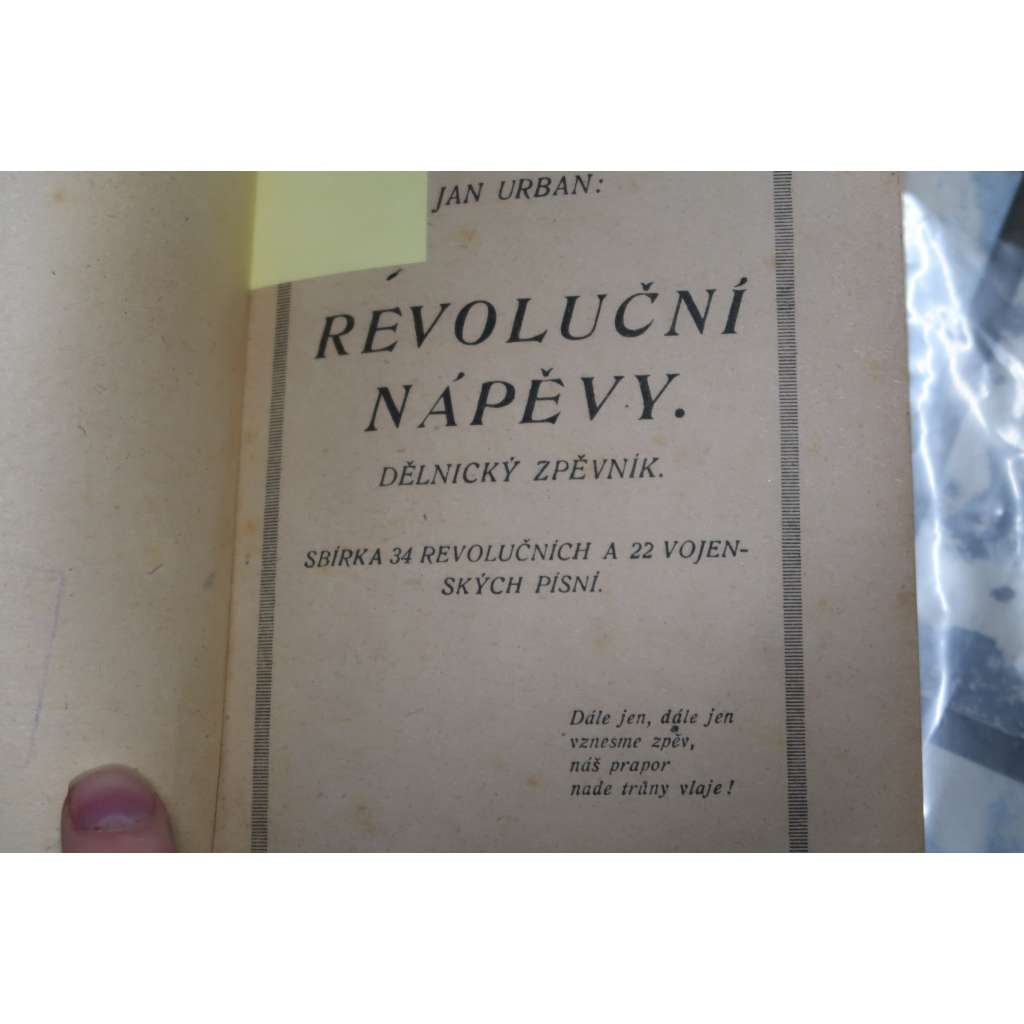 JAN URBAN:
REVOLUČNÍ
NÁPĚVY.
DĚLNICKÝ ZPĚVNÍK.
SBÍRKA 34 REVOLUČNÍCH A 22 VOJEN-
SKÝCH PÍSNÍ.
Dále jen, dále jen
vznesme zpěv,
náš prapor
nade trůny vlaje!